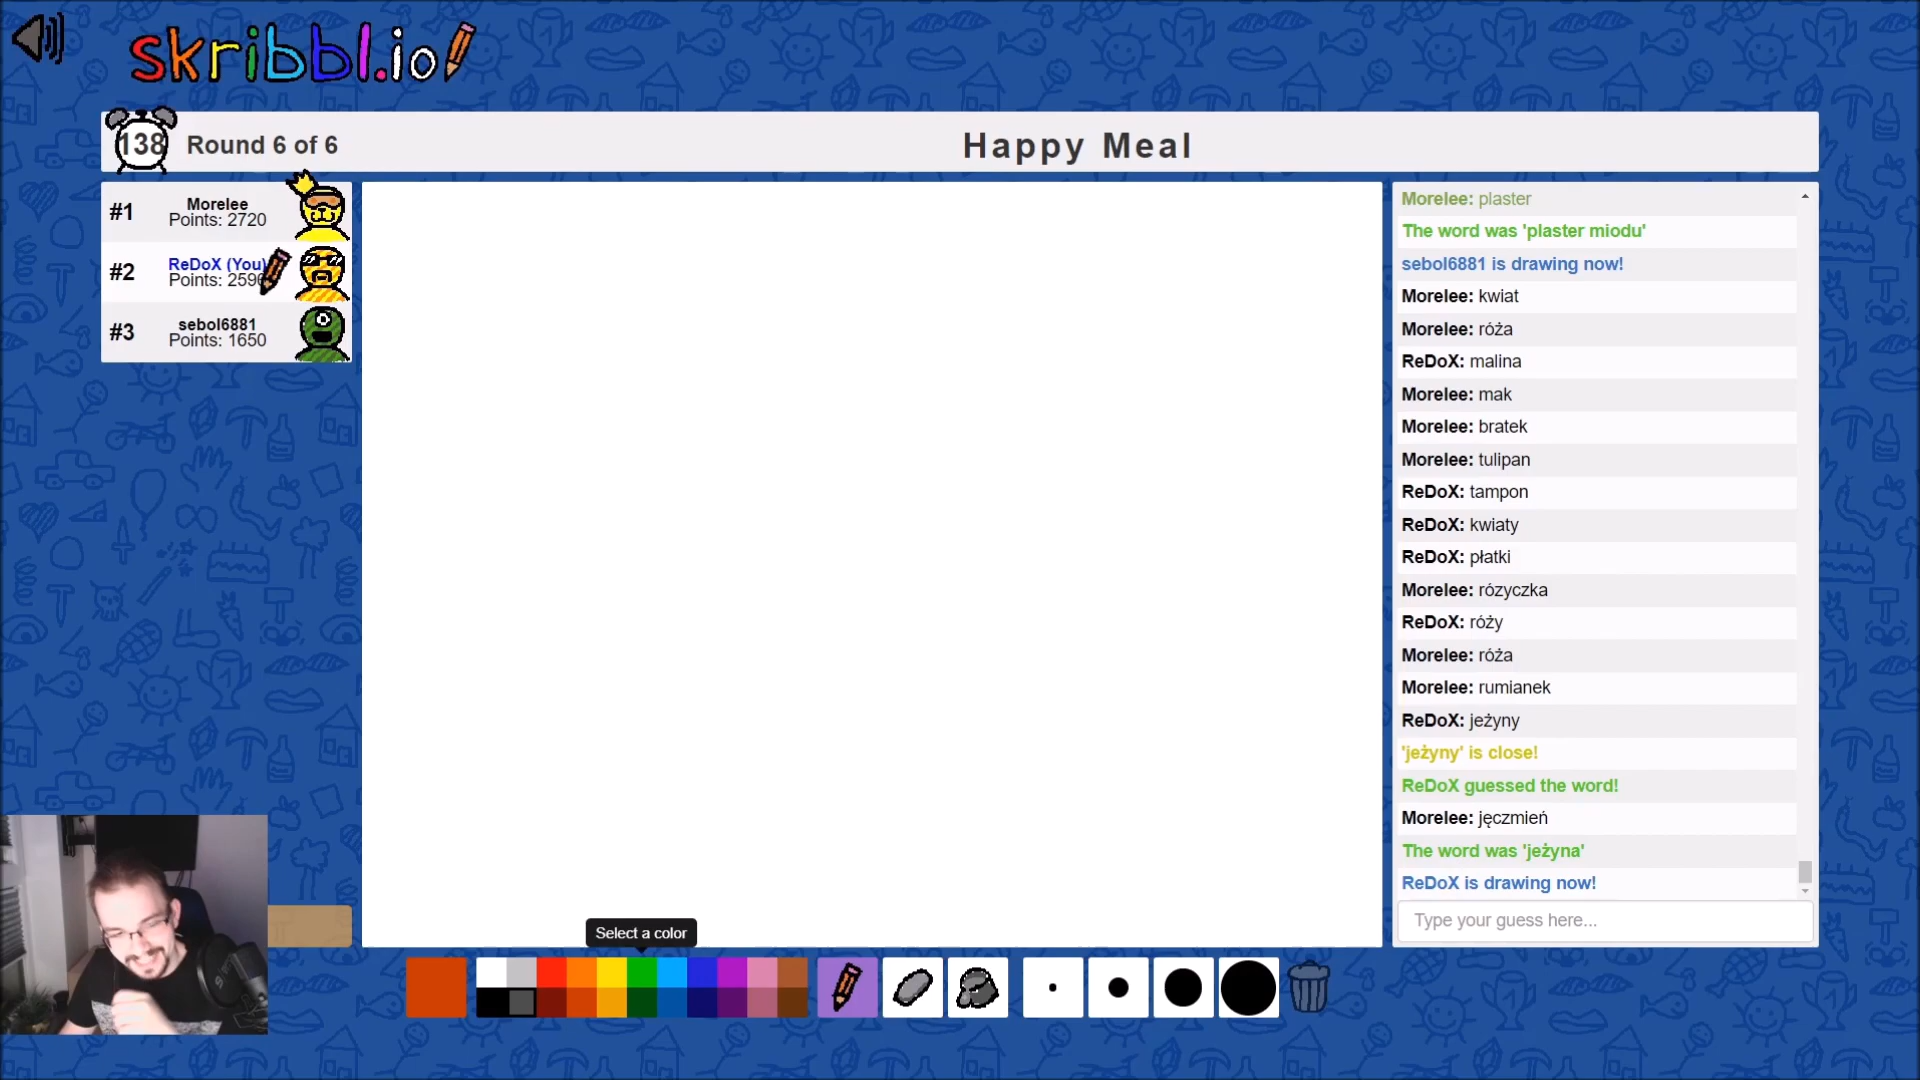 skribbl.io
138
Round 6 of 6
Happy Meal
#1
Morelee
Points: 2720
#2
ReDoX (You)
Points: 2596
#3
sebol6881
Points: 1650
Morelee: plaster
The word was 'plaster miodu'
sebol6881 is drawing now!
Morelee: kwiat
Morelee: róża
ReDoX: malina
Morelee: mak
Morelee: bratek
Morelee: tulipan
ReDoX: tampon
ReDoX: kwiaty
ReDoX: płatki
Morelee: rózyczka
ReDoX: róży
Morelee: róża
Morelee: rumianek
ReDoX: jeżyny
'jeżyny' is close!
ReDoX guessed the word!
Morelee: jęczmień
The word was 'jeżyna'
ReDoX is drawing now!
Type your guess here...
Select a color